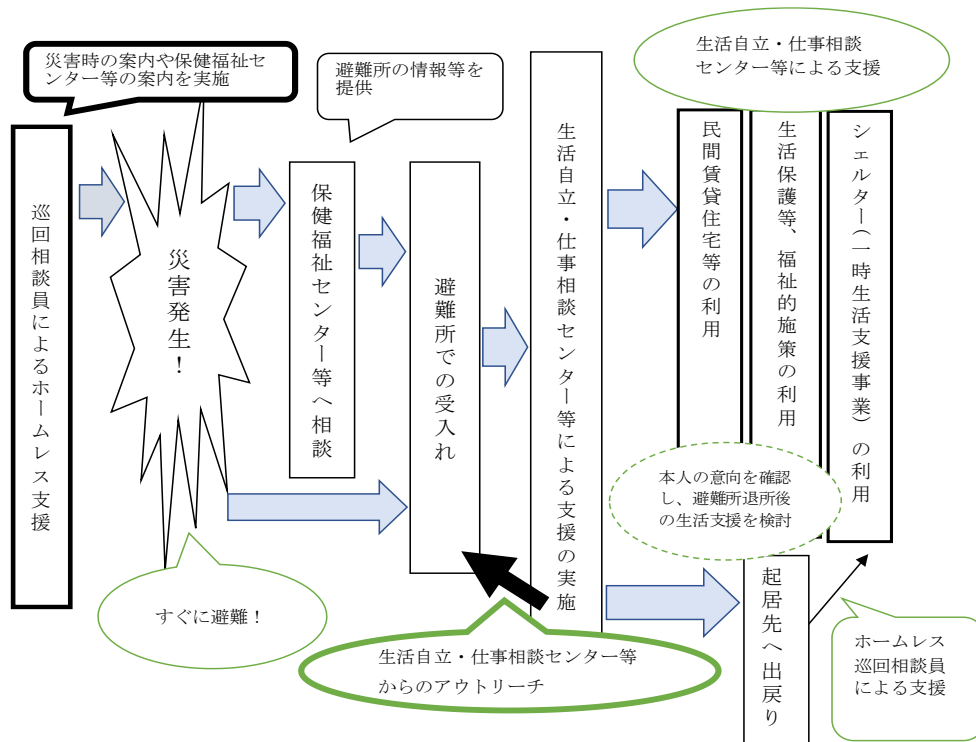 災害時の案内や保健福祉セ
ンター等の案内を実施
避難所の情報等を
提供
生活自立・仕事相談
センター等による支援
巡回相談員によるホームレス支援
災害発生！
保健福祉センター等へ相談
避難所での受入れ
生活自立・仕事相談センター等による支援の実施
民間賃貸住宅等の利用
生活保護等、福祉的施策の利用
シェルター（一時生活支援事業）の利用
本人の意向を確認
し、避難所退所後
の生活支援を検討
すぐに避難！
生活自立・仕事相談センター等
からのアウトリーチ
起居先へ出戻り
ホームレス
巡回相談員
による支援